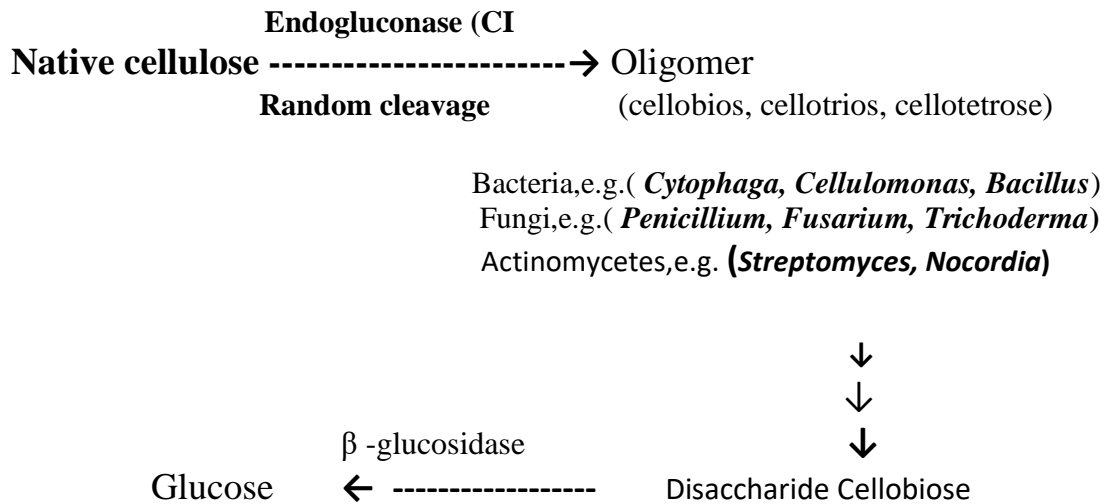 Endogluconase (CI
Native cellulose ------------------------→ Oligomer
Random cleavage (cellobios, cellotrios, cellotetrose)
Bacteria,e.g.( Cytophaga, Cellulomonas, Bacillus)
Fungi,e.g.( Penicillium, Fusarium, Trichoderma)
Actinomycetes,e.g. (Streptomyces, Nocordia)
↓
↓
↓
β -glucosidase
Glucose ← ------------------ Disaccharide Cellobiose